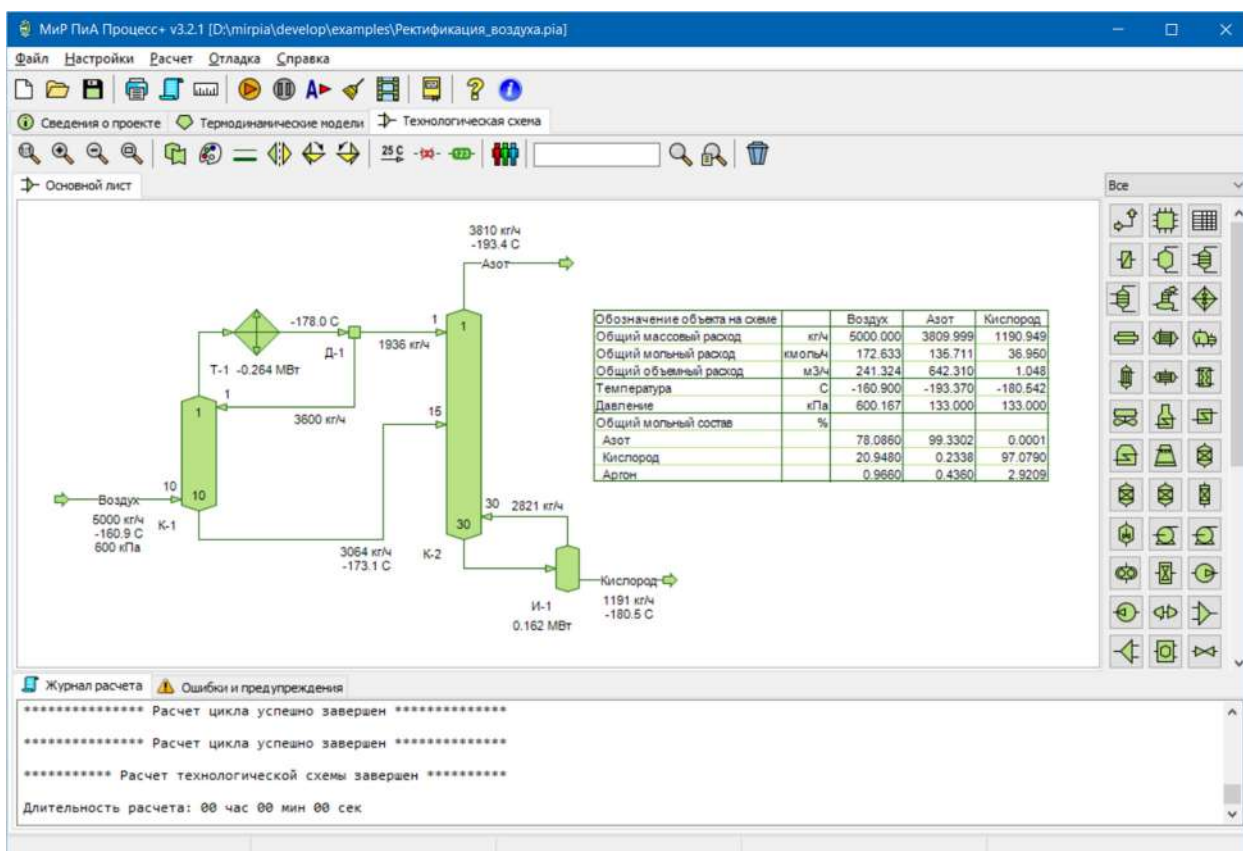 МиР ПиА Процесс+ v3.2.1 [D:\mirpia\develop\examples\Ректификация_воздуха.pia]
Файл Настройки Расчет Отладка Справка
Сведения о проекте Термодинамические модели Технологическая схема
25 C
Основной лист
Все
3810 кг/ч
-193.4 C
Азот
-178.0 C
Д-1
1
1
1936 кг/ч
Т-1 -0.264 МВт
1
1
3600 кг/ч
15
10
10
Воздух
5000 кг/ч
-160.9 C
600 кПа
К-1
3064 кг/ч
-173.1 C
К-2
30
30
2821 кг/ч
И-1
0.162 МВт
Кислород
1191 кг/ч
-180.5 C
Обозначение объекта на схеме Воздух Азот Кислород
Общий массовый расход кг/ч 5000.000 3809.999 1190.949
Общий мольный расход кмоль/ч 172.633 135.711 36.950
Общий объемный расход м3/ч 241.324 642.310 1.048
Температура C -160.900 -193.370 -180.542
Давление кПа 600.167 133.000 133.000
Общий мольный состав %
Азот 78.0860 99.3302 0.0001
Кислород 20.9480 0.2338 97.0790
Аргон 0.9660 0.4360 2.9209
Журнал расчета Ошибки и предупреждения
*************** Расчет цикла успешно завершен **************
*************** Расчет цикла успешно завершен **************
*********** Расчет технологической схемы завершен **********
Длительность расчета: 00 час 00 мин 00 сек